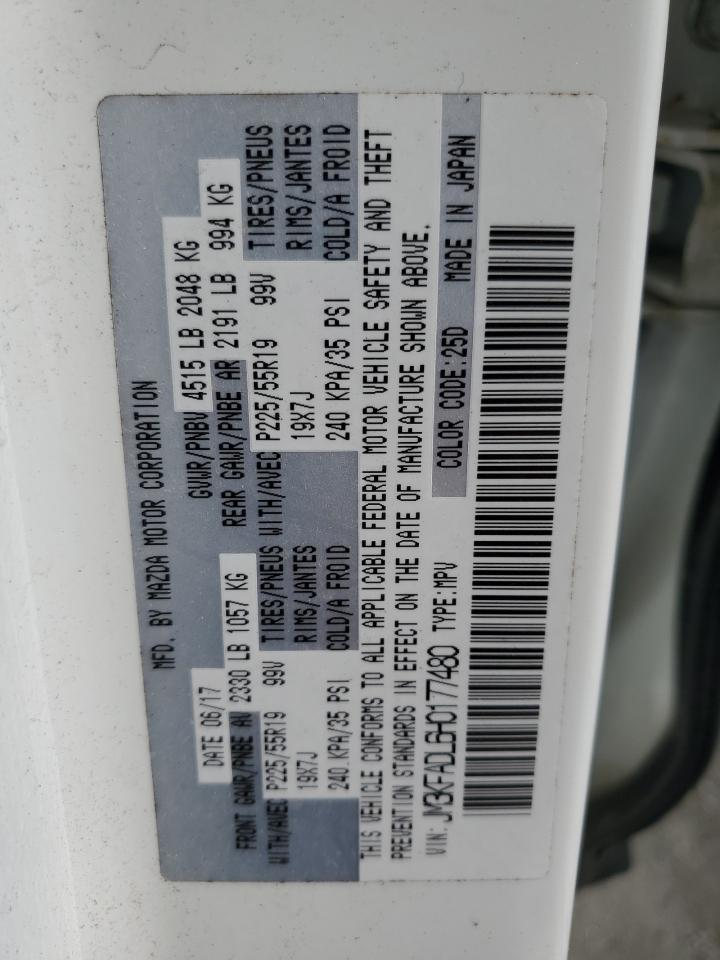 MFD. BY MAZDA MOTOR CORPORATION
DATE 06/17 GVWR/PNBV 4515 LB 2048 KG
FRONT GAWR/PNBE AV 2330 LB 1057 KG REAR GAWR/PNBE AR 2191 LB 994 KG
WITH/AVEC P225/55R19 99V TIRES/PNEUS WITH/AVEC P225/55R19 99V TIRES/PNEUS
19X7J RIMS/JANTES 19X7J RIMS/JANTES
240 KPA/35 PSI COLD/A FROID 240 KPA/35 PSI COLD/A FROID
THIS VEHICLE CONFORMS TO ALL APPLICABLE FEDERAL MOTOR VEHICLE SAFETY AND THEFT
PREVENTION STANDARDS IN EFFECT ON THE DATE OF MANUFACTURE SHOWN ABOVE.
VIN: JM3KFADL6H0177480 TYPE:MPV COLOR CODE:25D MADE IN JAPAN